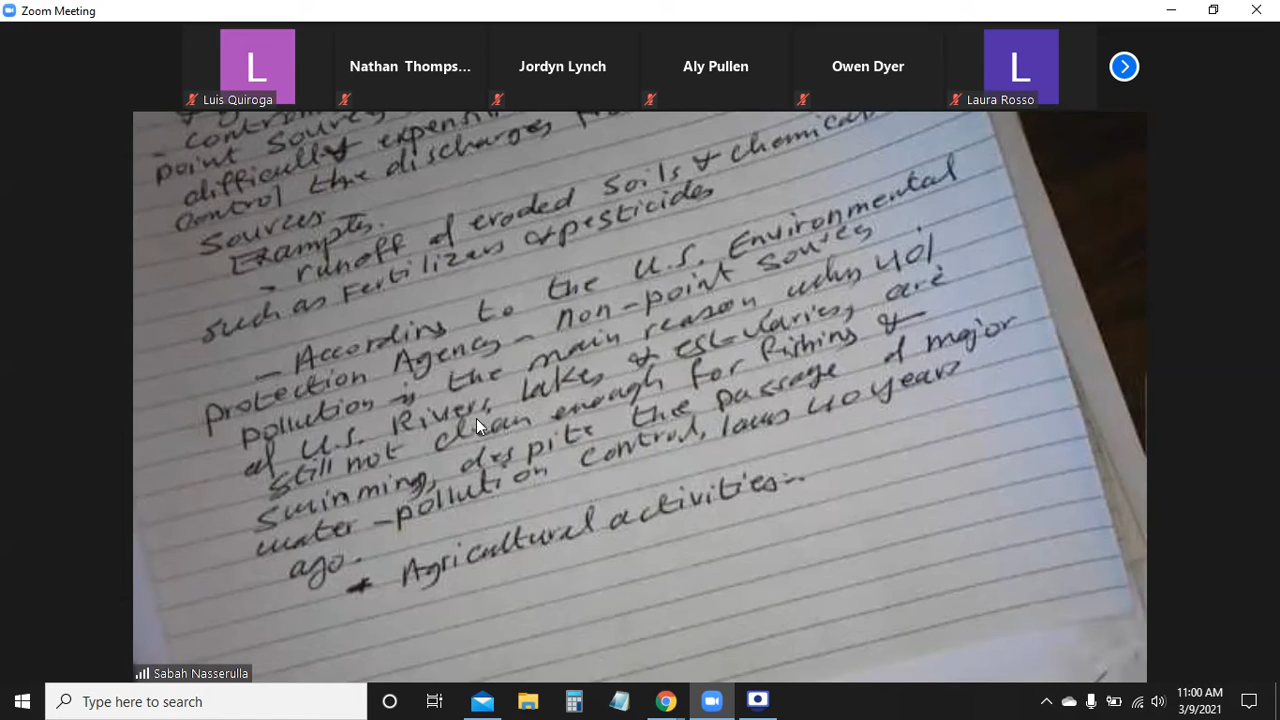 Zoom Meeting
L
Luis Quiroga
Nathan Thomps...
Jordyn Lynch
Aly Pullen
Owen Dyer
L
Laura Rosso
point sources
difficult & expensive
control the discharges
sources
Examples.
- runoff of eroded soils & chemicals
such as Fertilizers & pesticides
- According to the U.S. Environmental
protection Agency - non-point sources
pollution is the main reason why 40%
of U.S. Rivers, lakes & estuaries, are
still not clean enough for fishing &
swimming, despite the passage of major
water-pollution control, laws 40 years
ago.
* Agricultural activities:-
Sabah Nasserulla
Type here to search
11:00 AM
3/9/2021